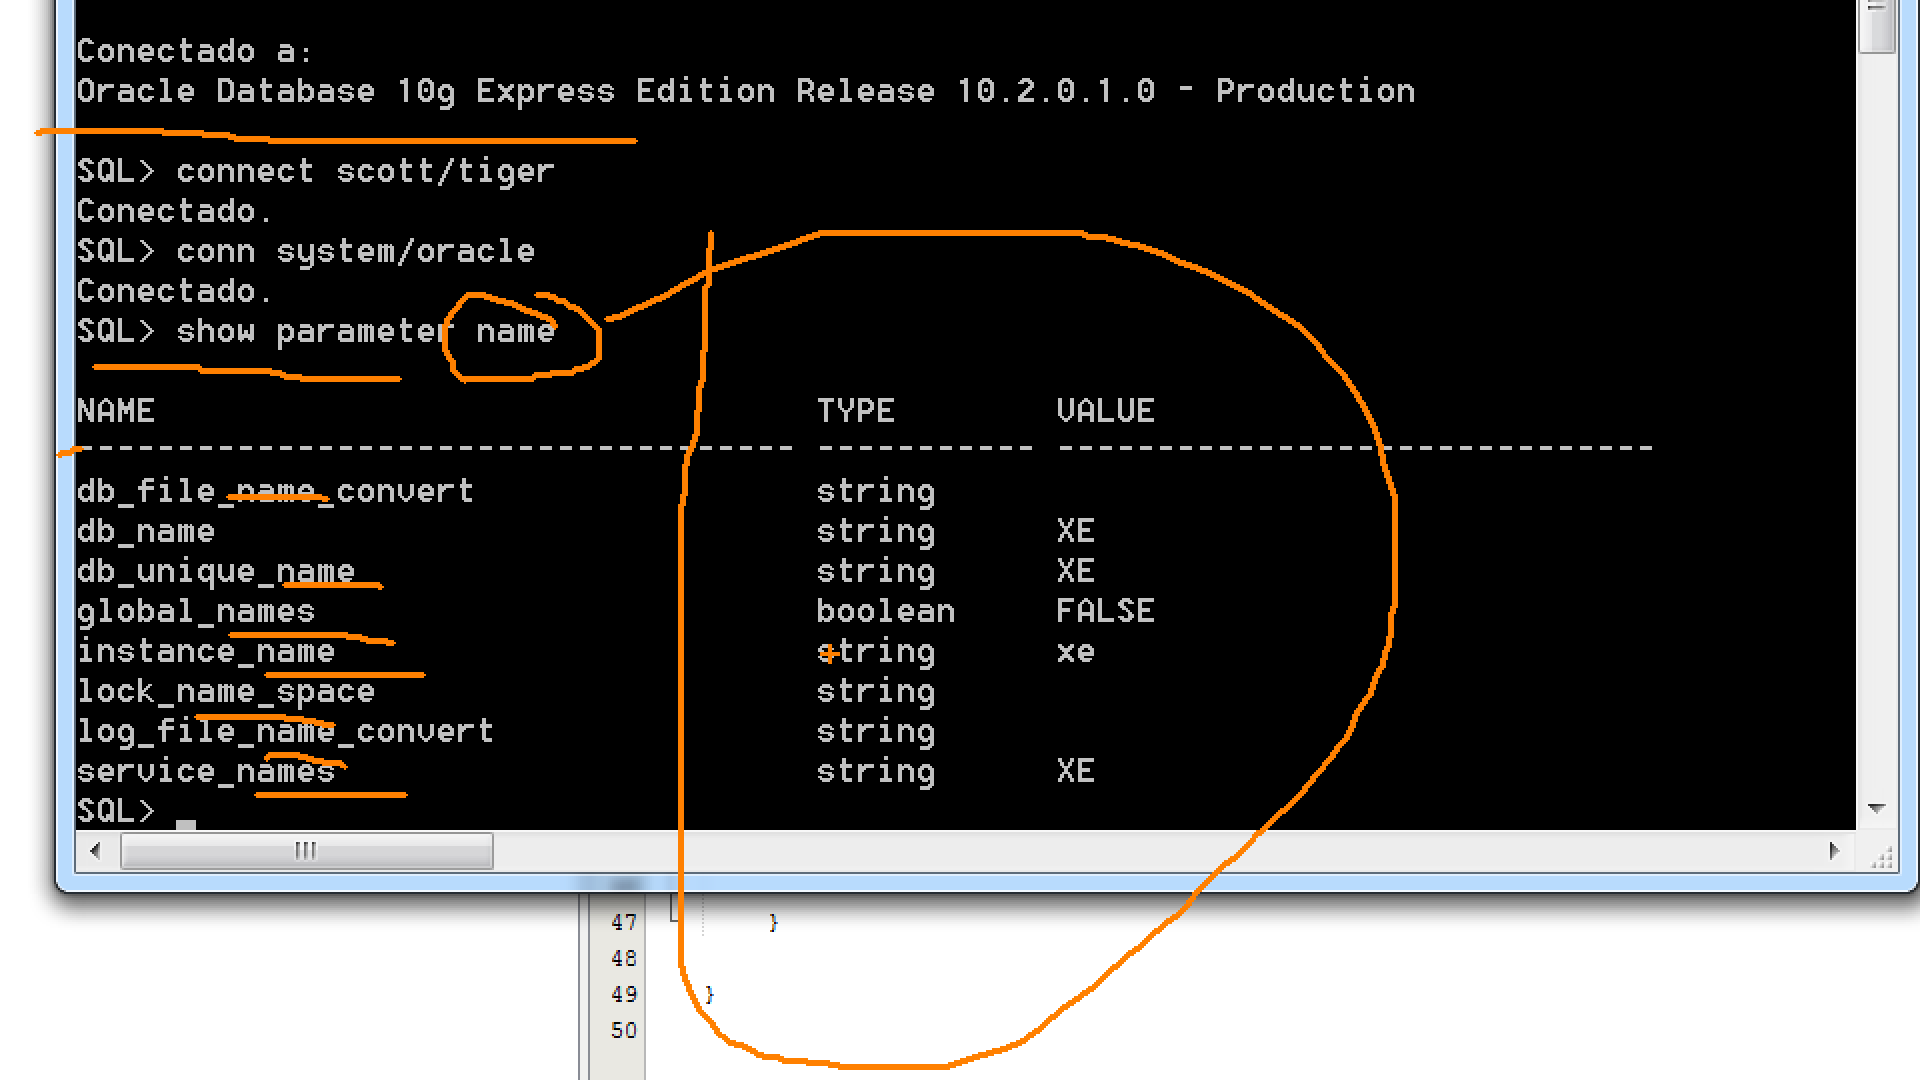 Conectado a:
Oracle Database 10g Express Edition Release 10.2.0.1.0 - Production
SQL> connect scott/tiger
Conectado.
SQL> conn system/oracle
Conectado.
SQL> show parameter name
NAME TYPE VALUE
------------------------------------ ----------- ------------------------------
db_file_name_convert string
db_name string XE
db_unique_name string XE
global_names boolean FALSE
instance_name string xe
lock_name_space string
log_file_name_convert string
service_names string XE
SQL>
47 }
48
49 }
50